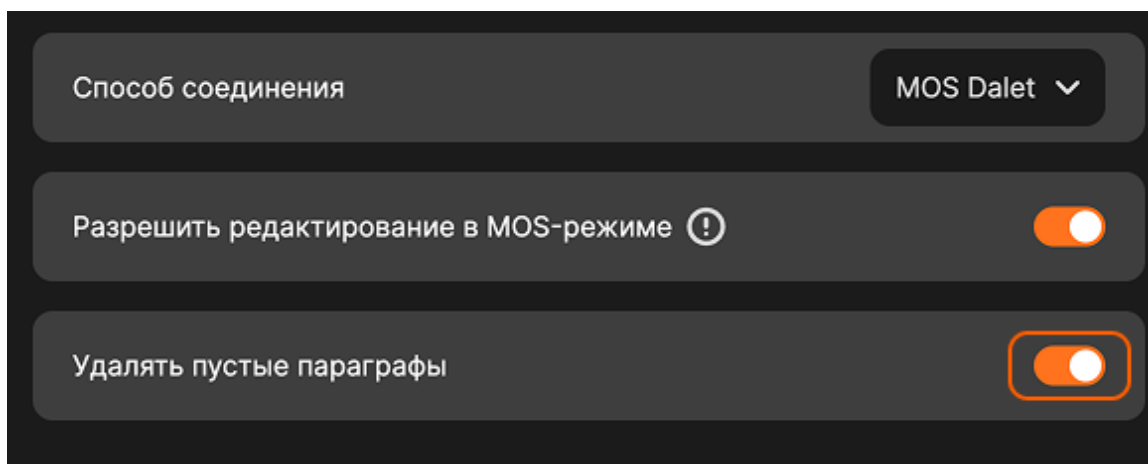 Способ соединения
MOS Dalet
Разрешить редактирование в MOS-режиме
Удалять пустые параграфы